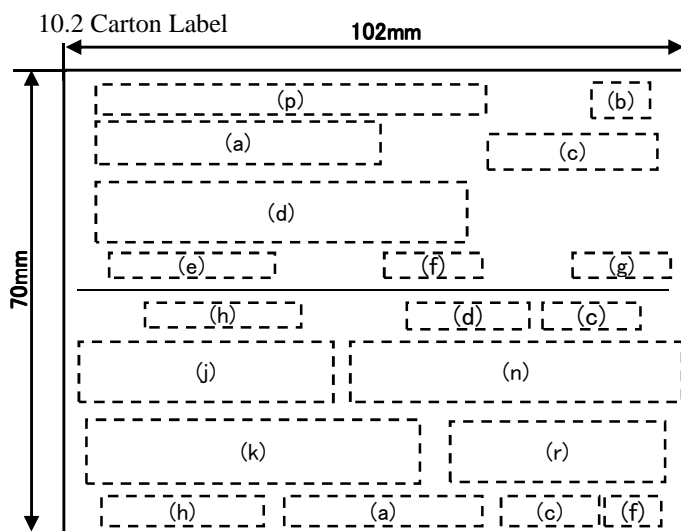 10.2 Carton Label
102mm
70mm
(p) (b)
(a) (c)
(d)
(e) (f) (g)
(h) (d) (c)
(j) (n)
(k) (r)
(h) (a) (c) (f)